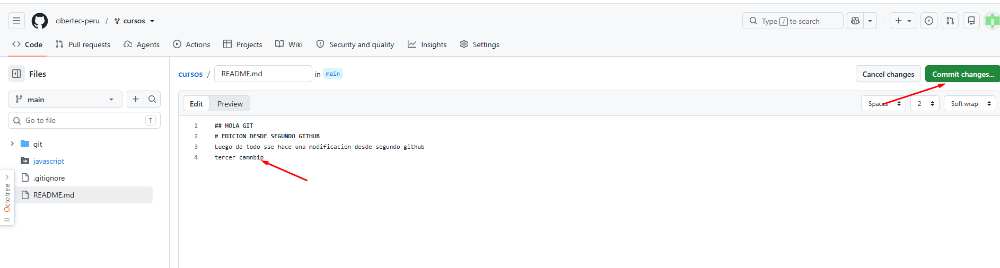 cibertec-peru / cursos
Type / to search
Code
Pull requests
Agents
Actions
Projects
Wiki
Security and quality
Insights
Settings
Files
cursos / README.md in main
Cancel changes
Commit changes...
main
Go to file
T
git
javascript
.gitignore
README.md
Octotree
Edit
Preview
Spaces
2
Soft wrap
1 ## HOLA GIT
2 # EDICION DESDE SEGUNDO GITHUB
3 Luego de todo sse hace una modificacion desde segundo github
4 tercer camnbip